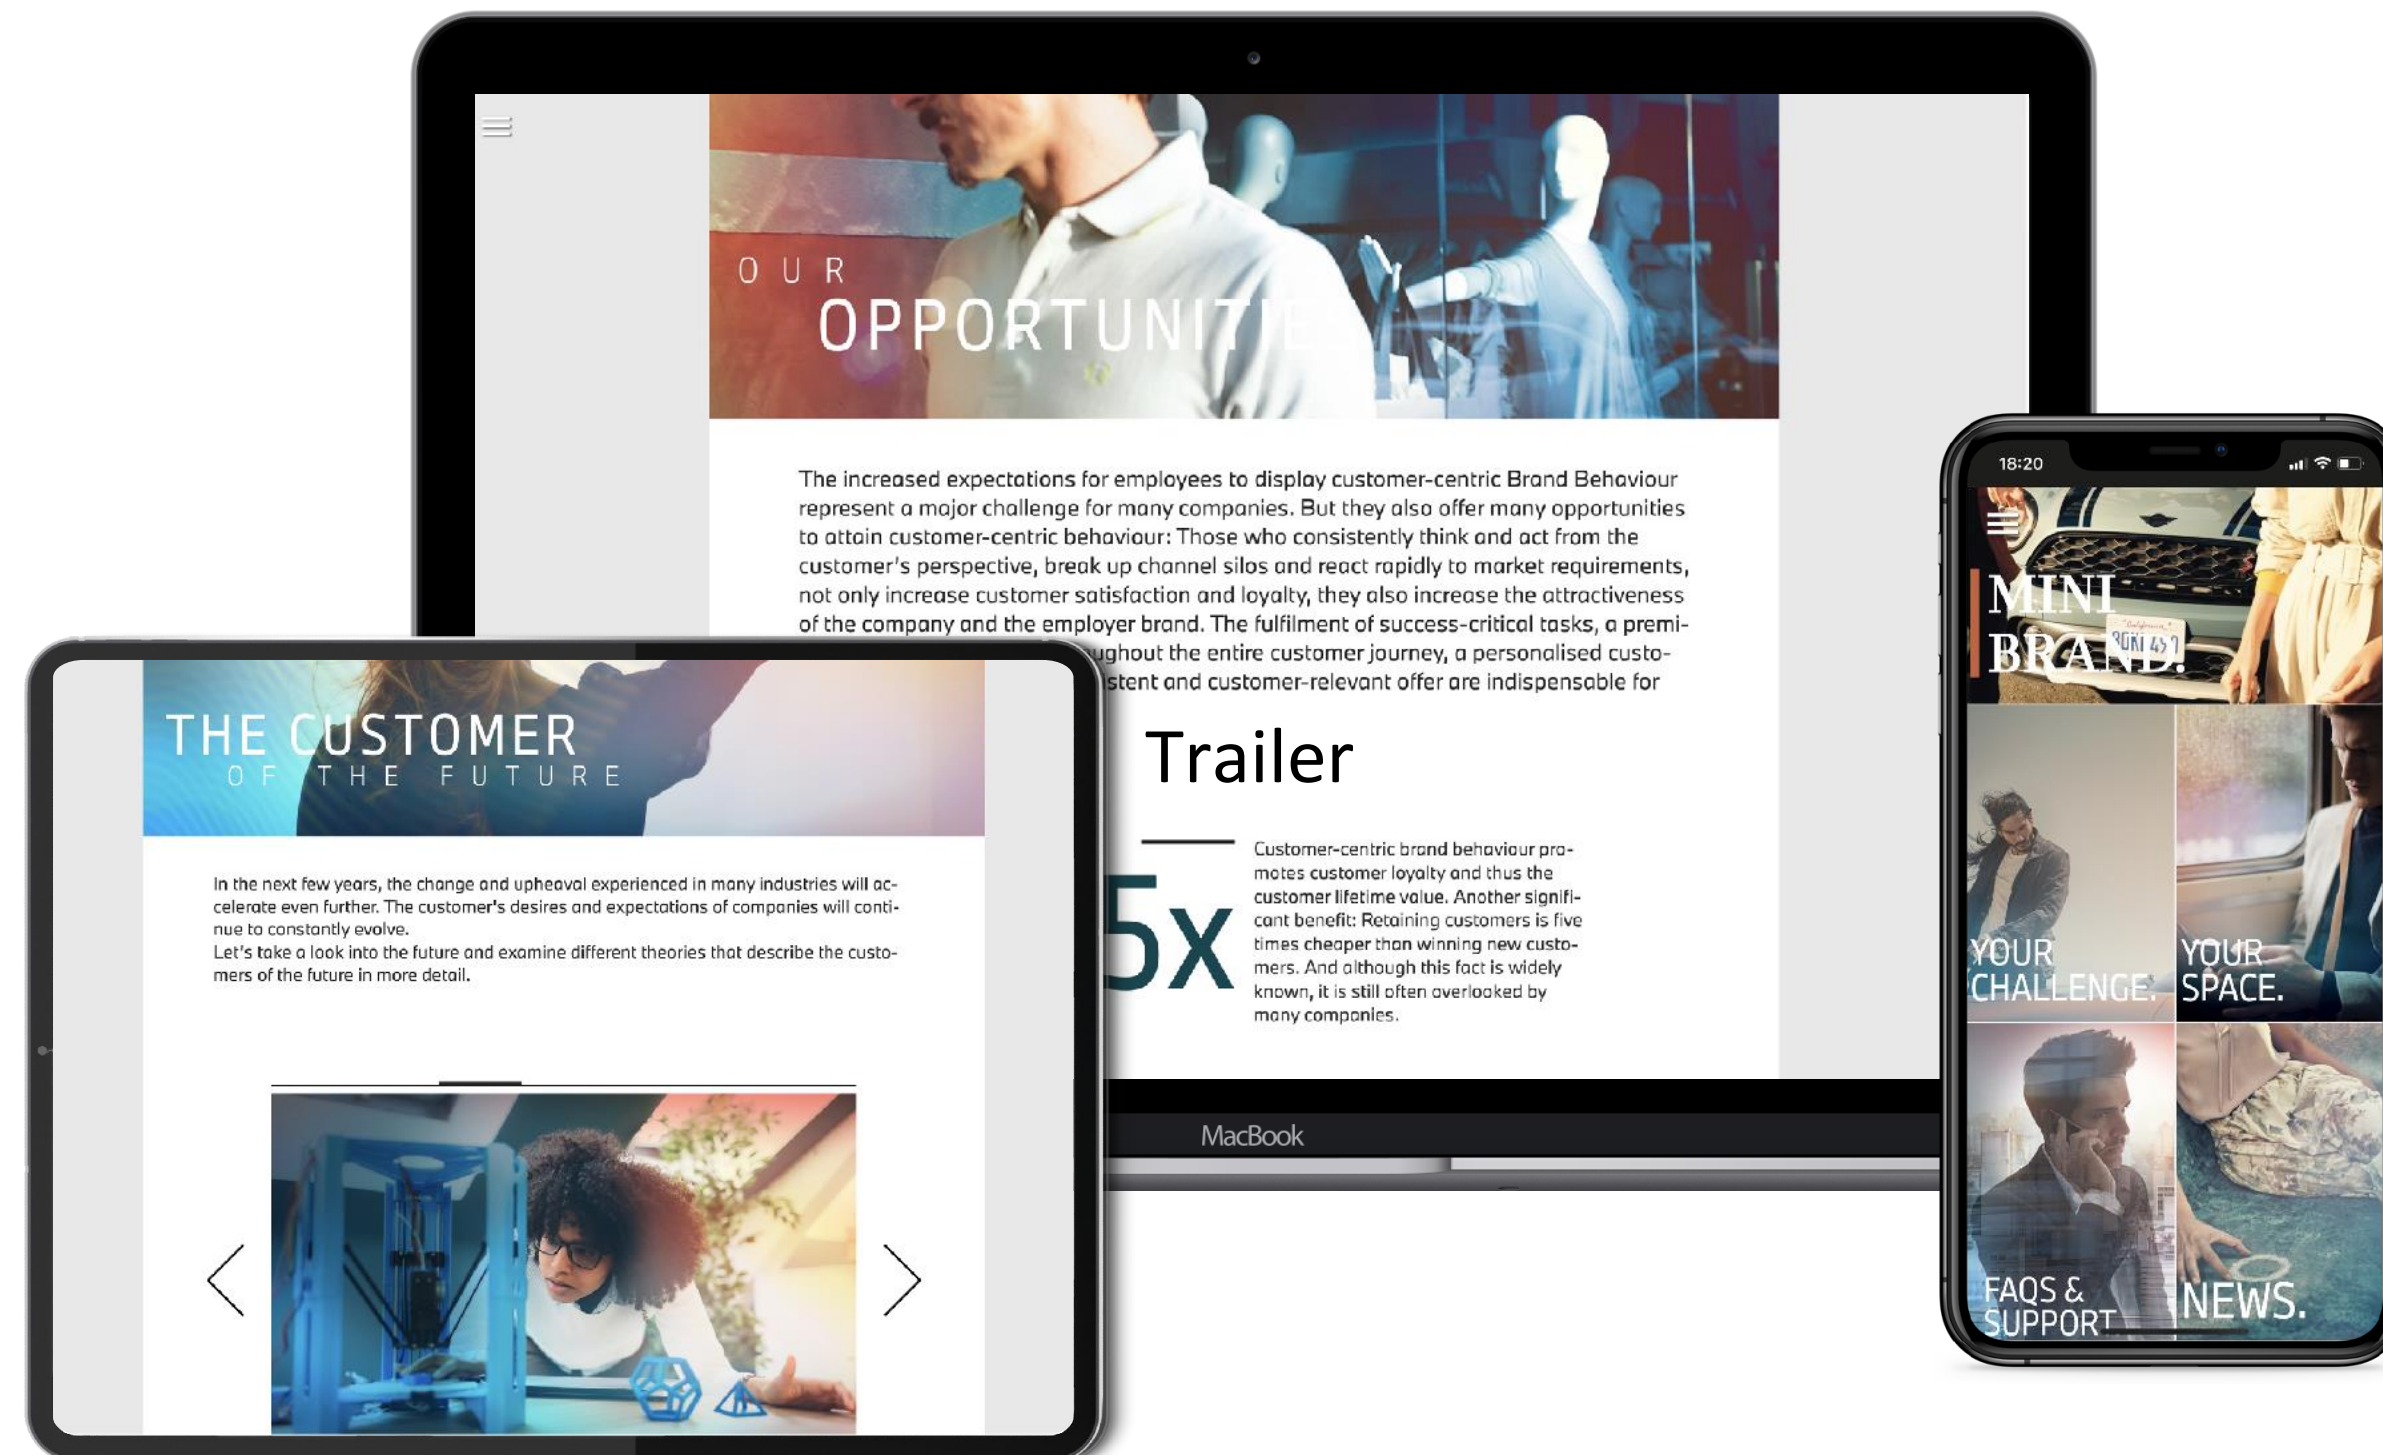 OUR
OPPORTUNITIES
The increased expectations for employees to display customer-centric Brand Behaviour
represent a major challenge for many companies. But they also offer many opportunities
to attain customer-centric behaviour: Those who consistently think and act from the
customer's perspective, break up channel silos and react rapidly to market requirements,
not only increase customer satisfaction and loyalty, they also increase the attractiveness
of the company and the employer brand. The fulfilment of success-critical tasks, a premi-
the entire customer journey, a personalised custo-
and customer-relevant offer are indispensable for
Trailer
5x
Customer-centric brand behaviour pro-
motes customer loyalty and thus the
customer lifetime value. Another signifi-
cant benefit: Retaining customers is five
times cheaper than winning new custo-
mers. And although this fact is widely
known, it is still often overlooked by
many companies.
MacBook
THE CUSTOMER
OF THE FUTURE
In the next few years, the change and upheaval experienced in many industries will ac-
celerate even further. The customer's desires and expectations of companies will conti-
nue to constantly evolve.
Let's take a look into the future and examine different theories that describe the custo-
mers of the future in more detail.
18:20
MINI
BRAND.
California
YOUR
CHALLENGE.
YOUR
SPACE.
FAQS &
SUPPORT
NEWS.